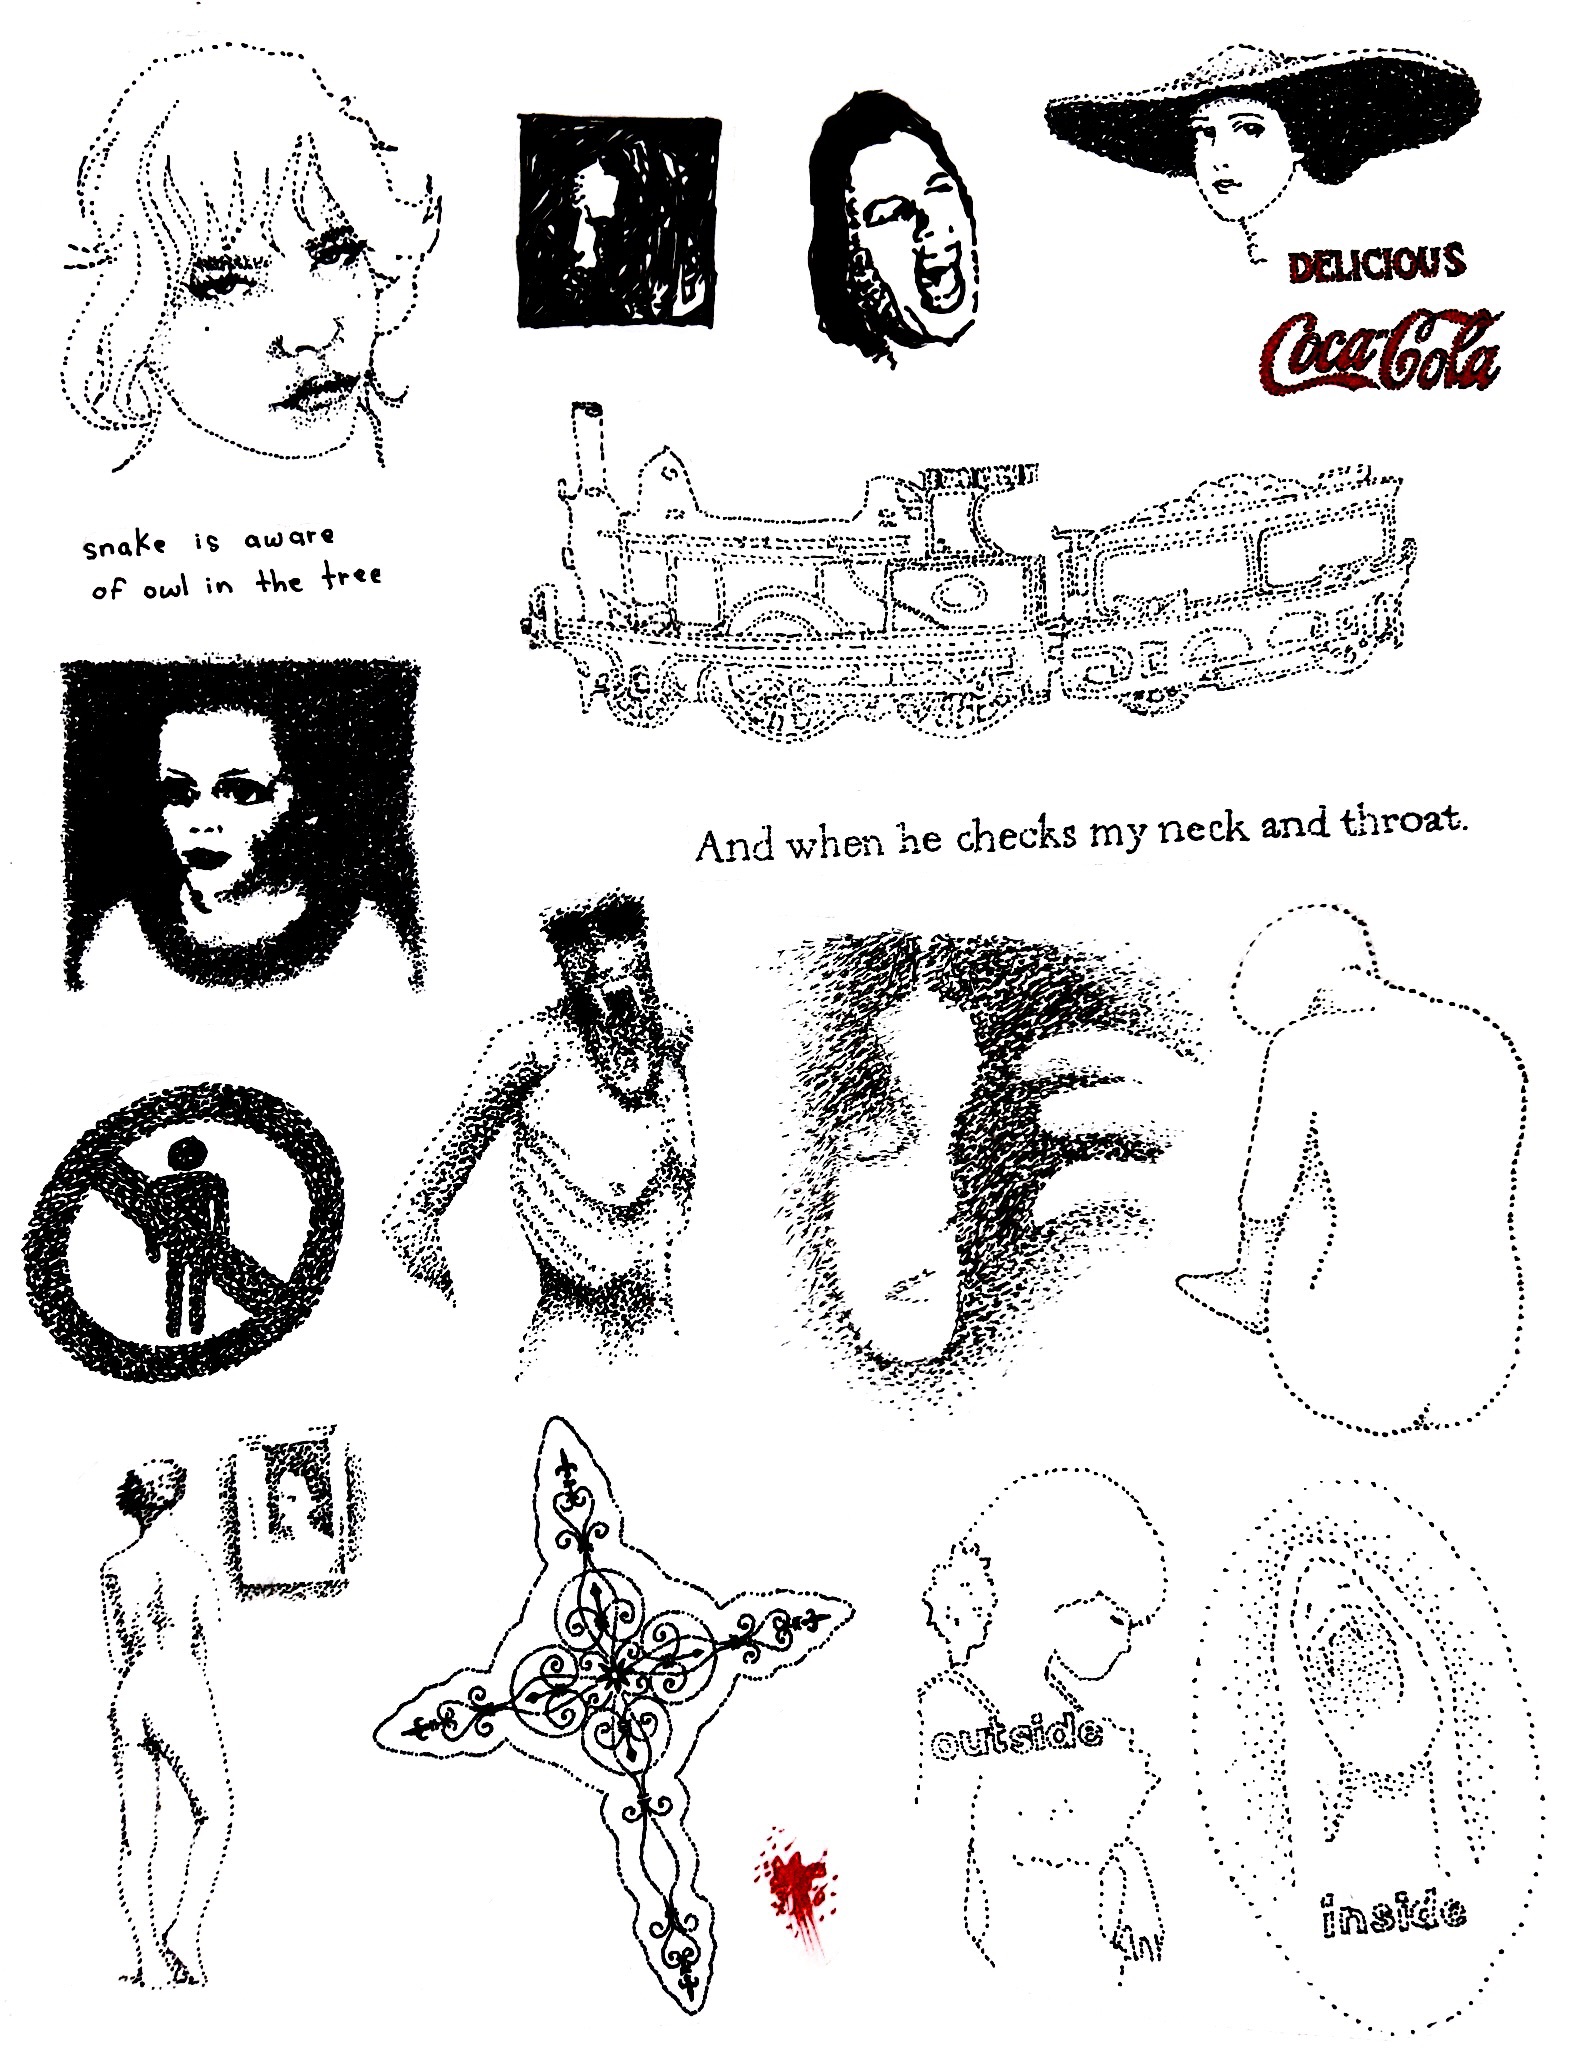 DELICIOUS
Coca-Cola
snake is aware
of owl in the tree
And when he checks my neck and throat.
outside
inside